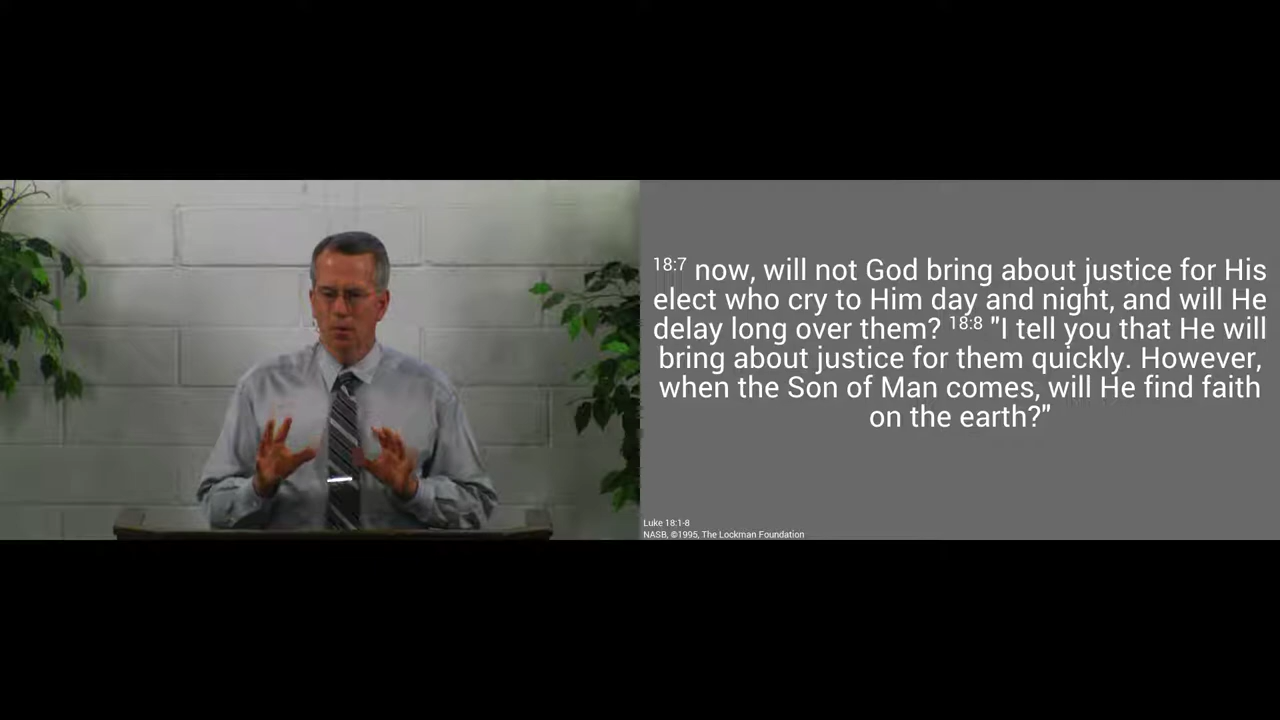 18:7 now, will not God bring about justice for His
elect who cry to Him day and night, and will He
delay long over them? 18:8 "I tell you that He will
bring about justice for them quickly. However,
when the Son of Man comes, will He find faith
on the earth?"
Luke 18:1-8
NASB, ©1995, The Lockman Foundation